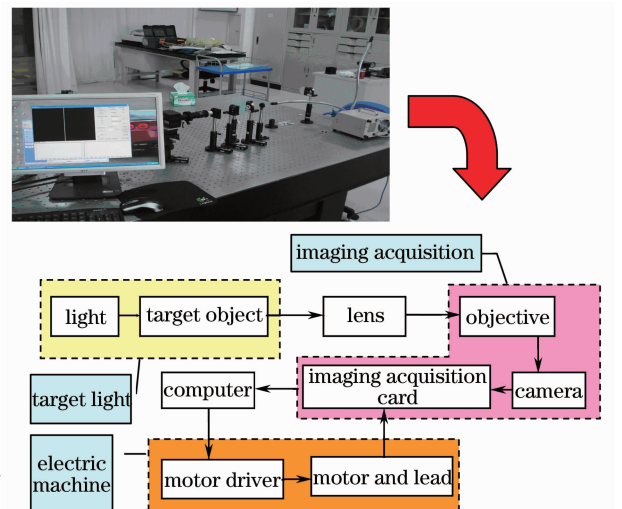 imaging acquisition
light
target object
lens
objective
target light
computer
imaging acquisition
card
camera
electric
machine
motor driver
motor and lead